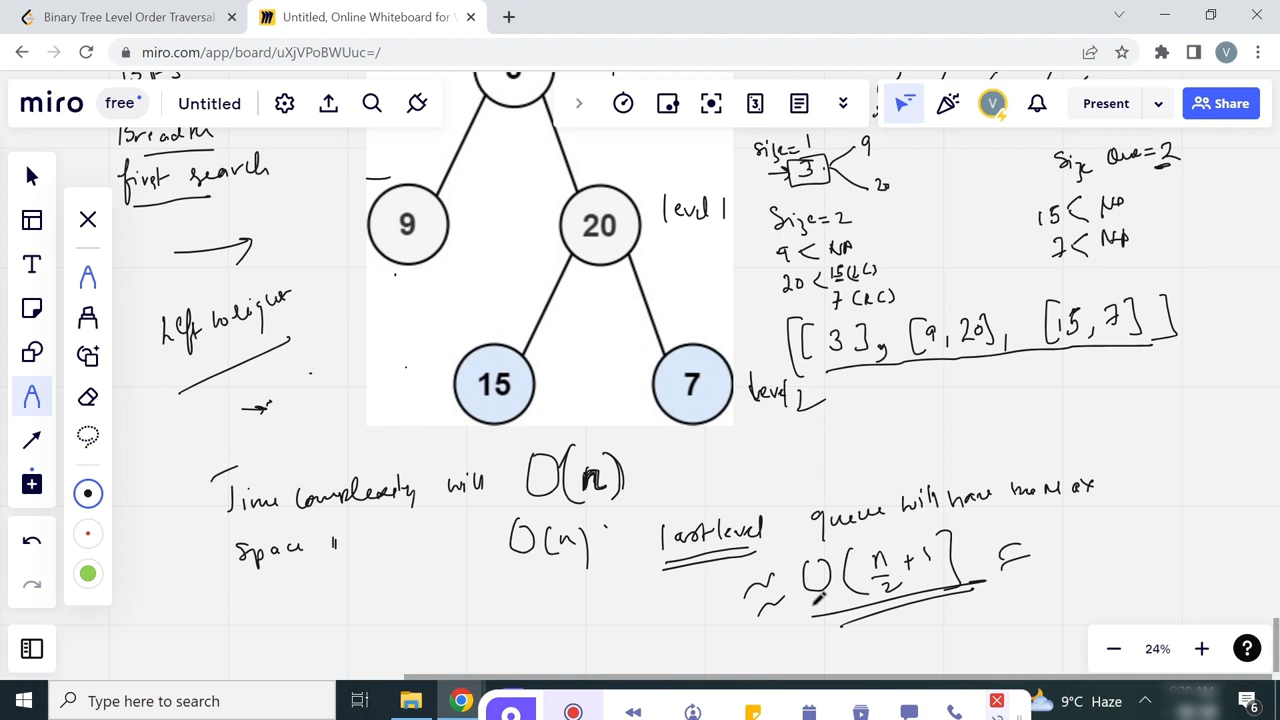 Binary Tree Level Order Traversal
Untitled, Online Whiteboard for V
miro.com/app/board/uXjVPoBWUuc=/
V
miro
free
Untitled
3
V
Present
Share
Breadth
first search
Left to right
9
20
15
7
level 1
level 2
Size=1
3
9
20
Size=2
9 < NA
20 < 15(LC)
7 (RC)
Size Que=2
15 < No
7 <
[[3], [9,20], [15,7]]
Time complexity will O(n)
Space " O(n)
last level
queue will have the Max
≈ O(n/2 + 1] =
24%
?
Type here to search
9°C Haze
6